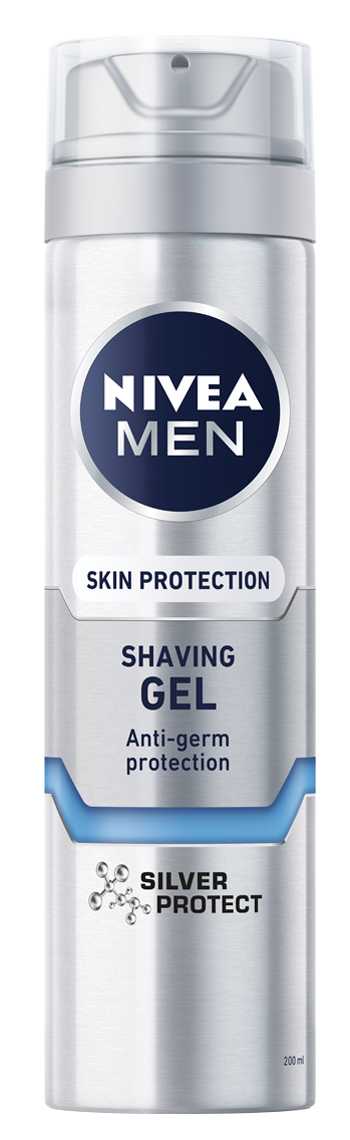 NIVEA
MEN
SKIN PROTECTION
SHAVING
GEL
Anti-germ
protection
SILVER
PROTECT
200 ml